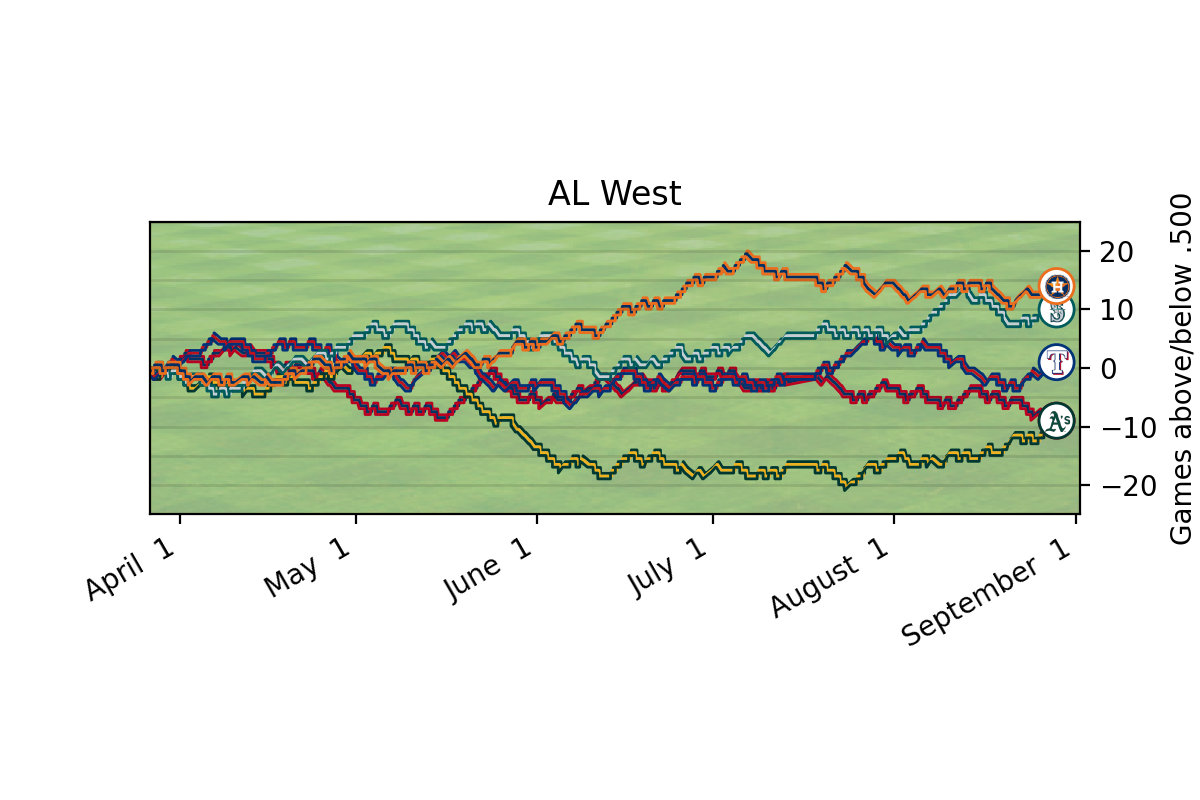 AL West
20
10
0
−10
−20
Games above/below .500
H
S
T
A's
April 1
May 1
June 1
July 1
August 1
September 1